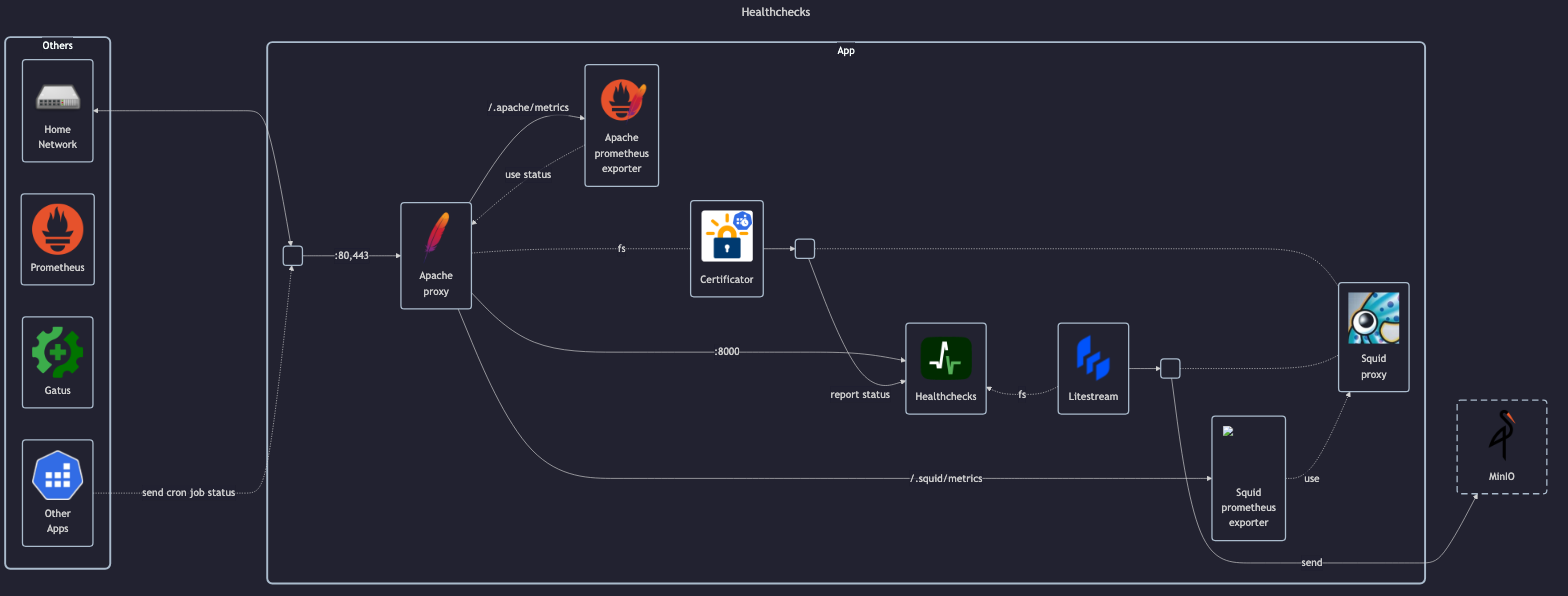 Healthchecks
Others
App
Home
Network
Prometheus
Gatus
Other
Apps
send cron job status
:80,443
Apache
proxy
/.apache/metrics
use status
Apache
prometheus
exporter
fs
Certificator
:8000
report status
Healthchecks
fs
Litestream
/.squid/metrics
Squid
prometheus
exporter
use
Squid
proxy
send
MinIO